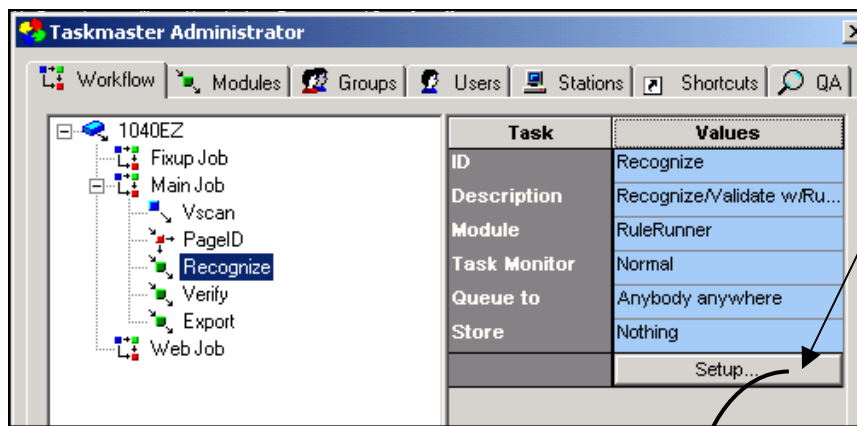 Taskmaster Administrator
Workflow Modules Groups Users Stations Shortcuts QA
1040EZ
Fixup Job
Main Job
Vscan
PageID
Recognize
Verify
Export
Web Job
Task Values
ID Recognize
Description Recognize/Validate w/Ru...
Module RuleRunner
Task Monitor Normal
Queue to Anybody anywhere
Store Nothing
Setup...